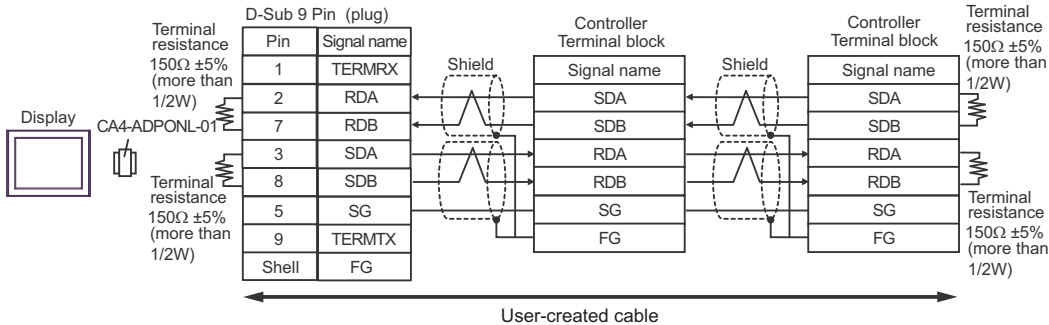 Display
CA4-ADPONL-01
Terminal
resistance
150Ω ±5%
(more than
1/2W)
Terminal
resistance
150Ω ±5%
(more than
1/2W)
D-Sub 9 Pin (plug)
Pin Signal name
1 TERMRX
2 RDA
7 RDB
3 SDA
8 SDB
5 SG
9 TERMTX
Shell FG
Shield
Controller
Terminal block
Signal name
SDA
SDB
RDA
RDB
SG
FG
Shield
Controller
Terminal block
Signal name
SDA
SDB
RDA
RDB
SG
FG
Terminal
resistance
150Ω ±5%
(more than
1/2W)
Terminal
resistance
150Ω ±5%
(more than
1/2W)
User-created cable